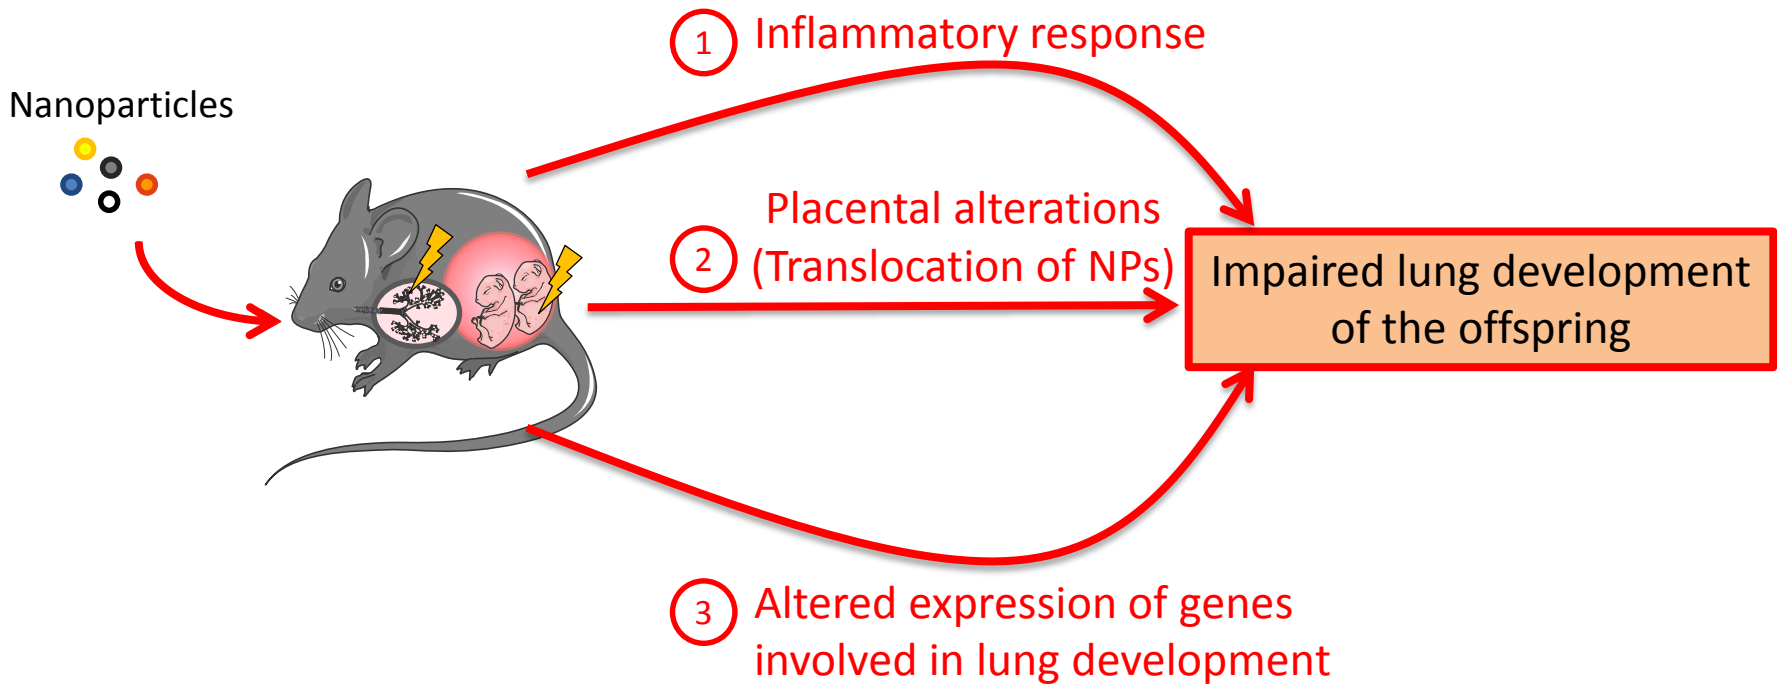 Nanoparticles
1 Inflammatory response
2 Placental alterations
(Translocation of NPs)
Impaired lung development
of the offspring
3 Altered expression of genes
involved in lung development